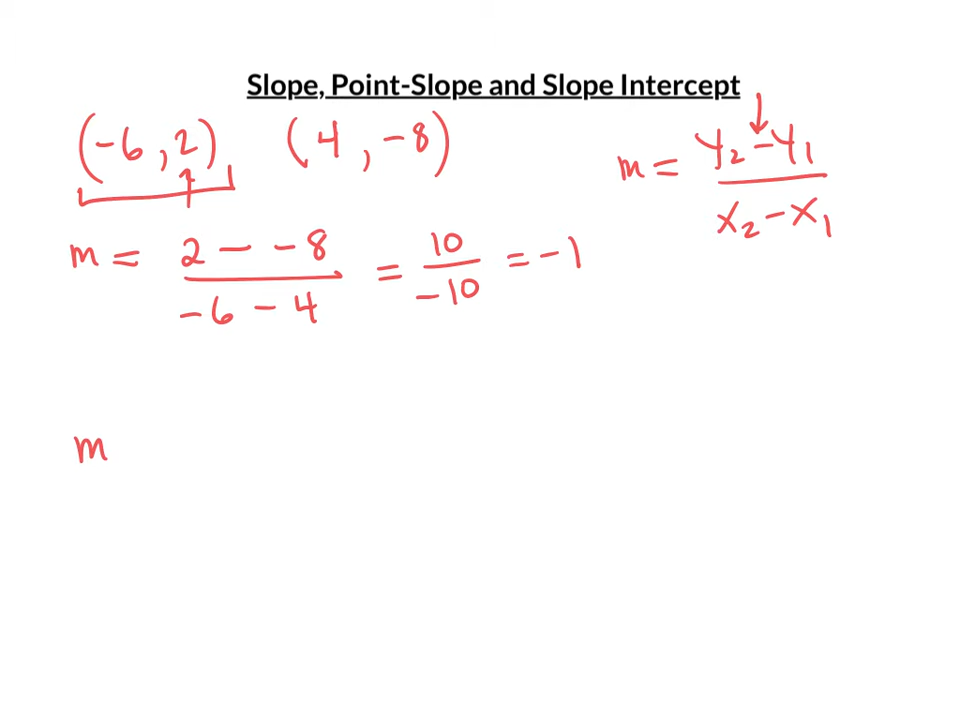 Slope, Point-Slope and Slope Intercept
(-6, 2) (4, -8)
m = y₂ - y₁ / x₂ - x₁
m = 2 - -8 / -6 - 4 = 10 / -10 = -1
m